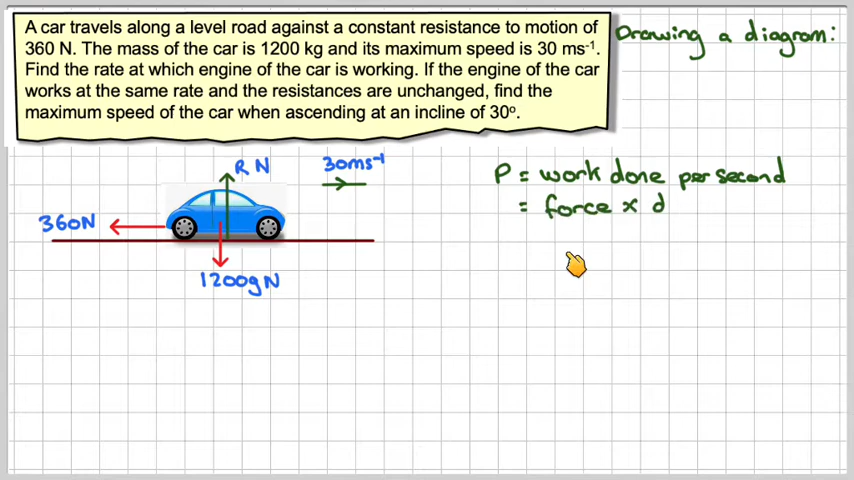 A car travels along a level road against a constant resistance to motion of
360 N. The mass of the car is 1200 kg and its maximum speed is 30 ms⁻¹.
Find the rate at which engine of the car is working. If the engine of the car
works at the same rate and the resistances are unchanged, find the
maximum speed of the car when ascending at an incline of 30º.
Drawing a diagram:
R N
30ms⁻¹
360N
1200gN
P = work done per second
= force × d